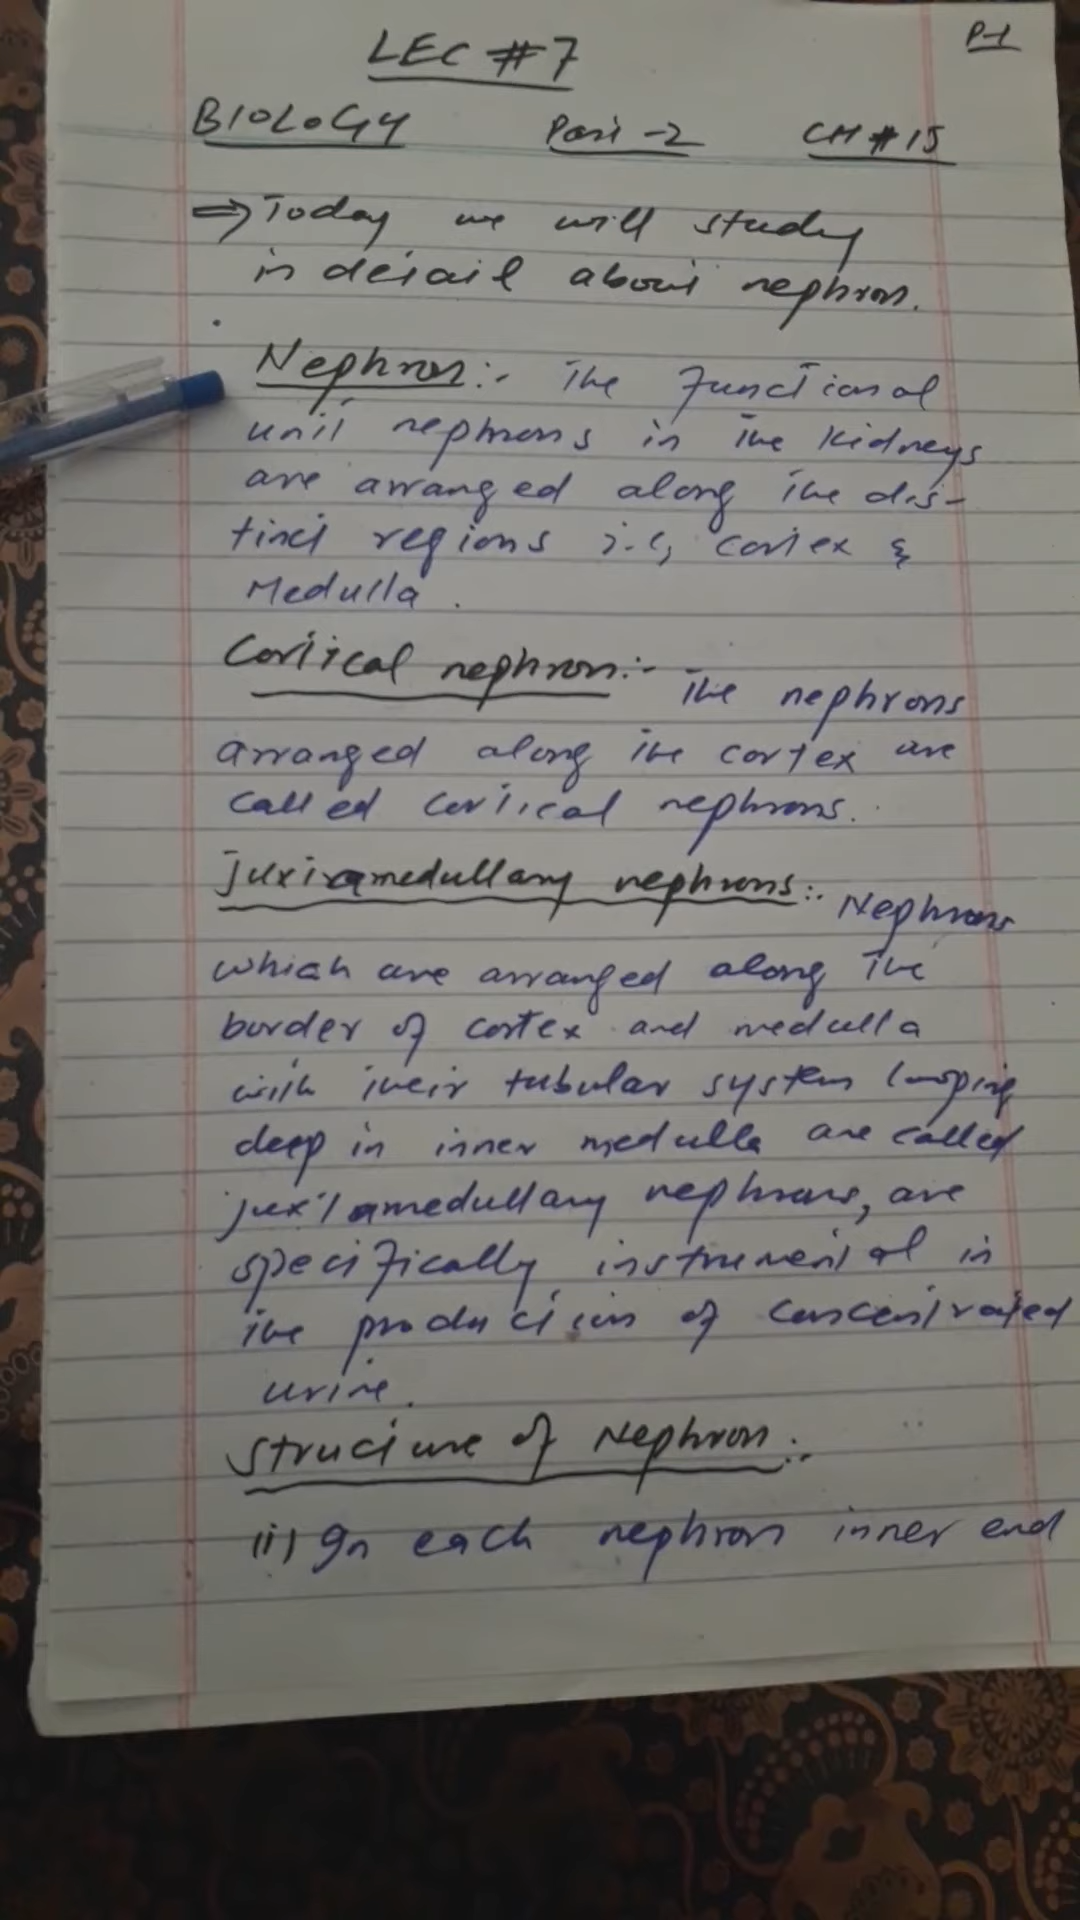 P-1
LEC #7
BIOLOGY Part -2 CH #15
⇒ Today we will study
in detail about nephron.
Nephron:- The functional
unit nephrons in the kidneys
are arranged along the dis-
tinct regions i.e, cortex &
Medulla.
Cortical nephron:- The nephrons
arranged along the cortex are
called cortical nephrons.
juxtamedullary nephrons:- Nephrons
which are arranged along the
border of cortex and medulla
with their tubular system looping
deep in inner medulla are called
juxtamedullary nephrons, are
specifically instrumental in
the production of concentrated
urine.
Structure of Nephron:-
(ii) In each nephron inner end